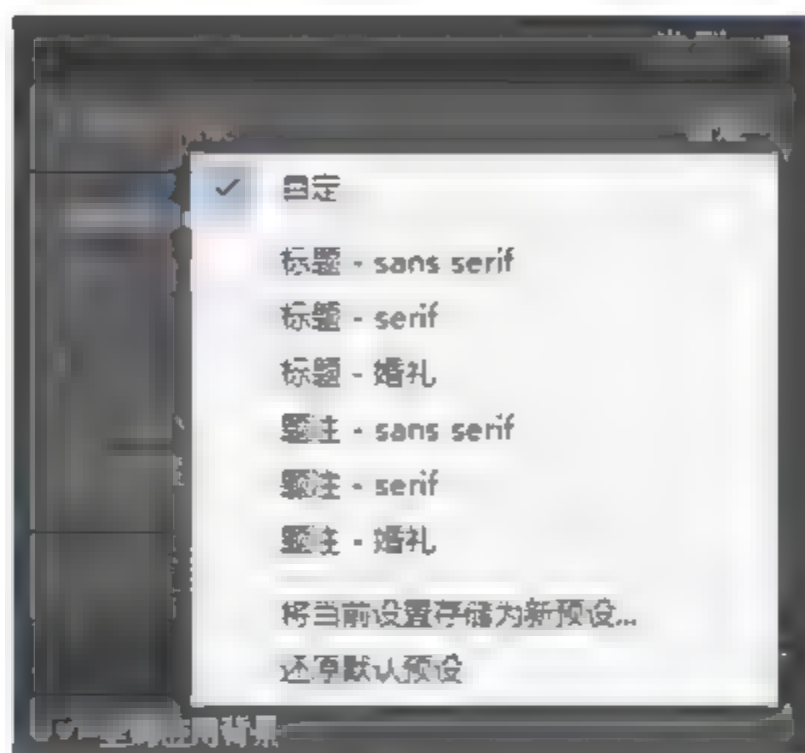 标题 - sans serif
标题 - serif
标题 - 婚礼
题注 - sans serif
题注 - serif
题注 - 婚礼
将当前设置存储为新预设...
还原默认预设